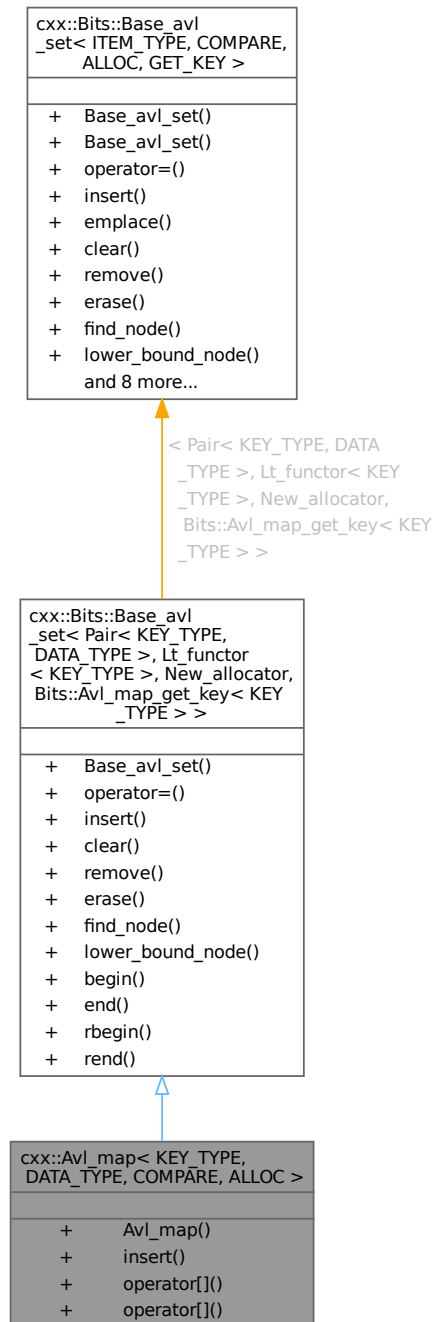 cxx::Bits::Base_avl
_set< ITEM_TYPE, COMPARE,
ALLOC, GET_KEY >
+ Base_avl_set()
+ Base_avl_set()
+ operator=()
+ insert()
+ emplace()
+ clear()
+ remove()
+ erase()
+ find_node()
+ lower_bound_node()
and 8 more...
< Pair< KEY_TYPE, DATA
_TYPE >, Lt_functor< KEY
_TYPE >, New_allocator,
Bits::Avl_map_get_key< KEY
_TYPE > >
cxx::Bits::Base_avl
_set< Pair< KEY_TYPE,
DATA_TYPE >, Lt_functor
< KEY_TYPE >, New_allocator,
Bits::Avl_map_get_key< KEY
_TYPE > >
+ Base_avl_set()
+ operator=()
+ insert()
+ clear()
+ remove()
+ erase()
+ find_node()
+ lower_bound_node()
+ begin()
+ end()
+ rbegin()
+ rend()
cxx::Avl_map< KEY_TYPE,
DATA_TYPE, COMPARE, ALLOC >
+ Avl_map()
+ insert()
+ operator[]()
+ operator[]()